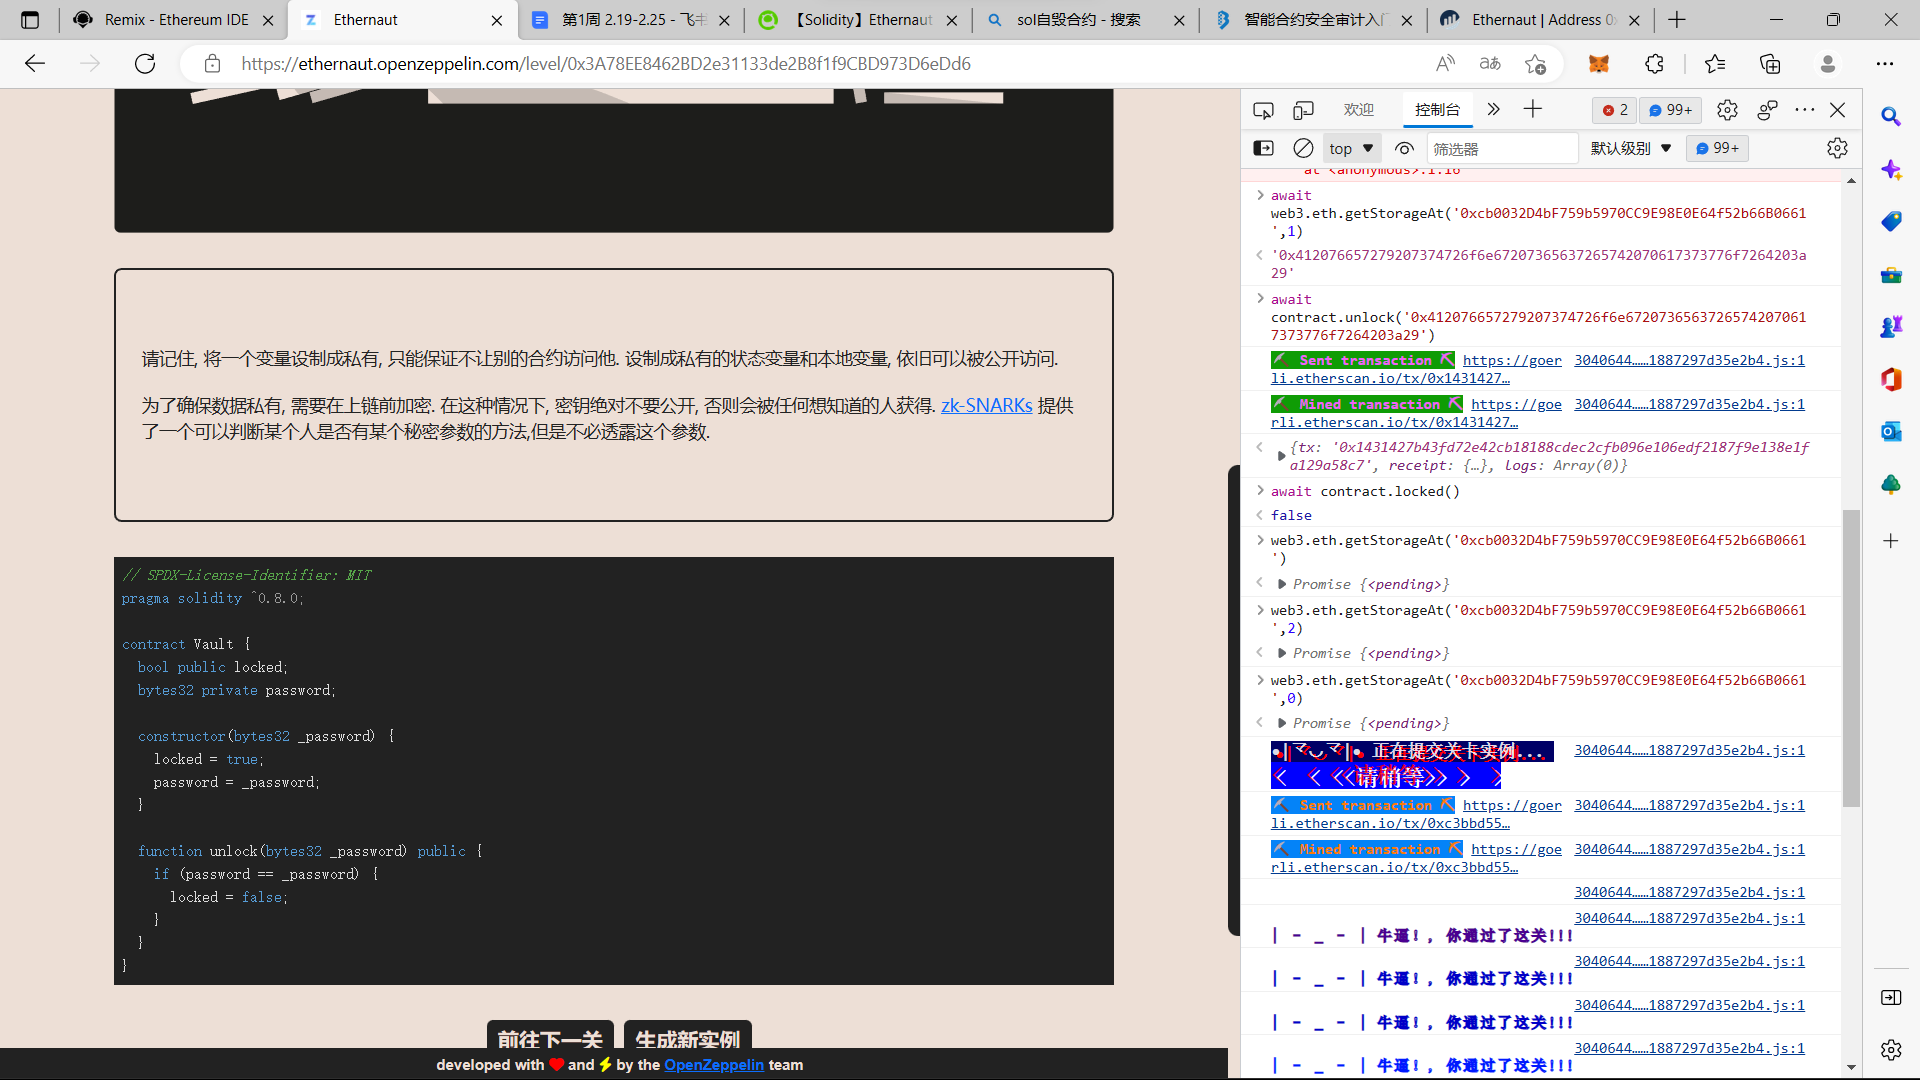 Remix - Ethereum IDE
Ethernaut
第1周 2.19-2.25 - 飞书
【Solidity】Ethernaut
sol自毁合约 - 搜索
智能合约安全审计入门
Ethernaut | Address 0x
https://ethernaut.openzeppelin.com/level/0x3A78EE8462BD2e31133de2B8f1f9CBD973D6eDd6
请记住, 将一个变量设制成私有, 只能保证不让别的合约访问他. 设制成私有的状态变量和本地变量, 依旧可以被公开访问.
为了确保数据私有, 需要在上链前加密. 在这种情况下, 密钥绝对不要公开, 否则会被任何想知道的人获得. zk-SNARKs 提供
了一个可以判断某个人是否有某个秘密参数的方法,但是不必透露这个参数.
// SPDX-License-Identifier: MIT
pragma solidity ^0.8.0;
contract Vault {
bool public locked;
bytes32 private password;
constructor(bytes32 _password) {
locked = true;
password = _password;
}
function unlock(bytes32 _password) public {
if (password == _password) {
locked = false;
}
}
}
前往下一关 生成新实例
developed with ❤ and ⚡ by the OpenZeppelin team
欢迎 控制台 2 99+
top 筛选器 默认级别 99+
at <anonymous>:1:16
await
web3.eth.getStorageAt('0xcb0032D4bF759b5970CC9E98E0E64f52b66B0661
',1)
'0x412076657279207374726f6e67207365637265742070617373776f7264203a
29'
await
contract.unlock('0x412076657279207374726f6e6720736563726574207061
7373776f7264203a29')
Sent transaction https://goer 3040644……1887297d35e2b4.js:1
li.etherscan.io/tx/0x1431427…
Mined transaction https://goe 3040644……1887297d35e2b4.js:1
rli.etherscan.io/tx/0x1431427…
{tx: '0x1431427b43fd72e42cb18188cdec2cfb096e106edf2187f9e138e1f
a129a58c7', receipt: {…}, logs: Array(0)}
await contract.locked()
false
web3.eth.getStorageAt('0xcb0032D4bF759b5970CC9E98E0E64f52b66B0661
')
Promise {<pending>}
web3.eth.getStorageAt('0xcb0032D4bF759b5970CC9E98E0E64f52b66B0661
',2)
Promise {<pending>}
web3.eth.getStorageAt('0xcb0032D4bF759b5970CC9E98E0E64f52b66B0661
',0)
Promise {<pending>}
正在提交关卡实例... 3040644……1887297d35e2b4.js:1
< < <<请稍等>> > >
Sent transaction https://goer 3040644……1887297d35e2b4.js:1
li.etherscan.io/tx/0xc3bbd55…
Mined transaction https://goe 3040644……1887297d35e2b4.js:1
rli.etherscan.io/tx/0xc3bbd55…
3040644……1887297d35e2b4.js:1
3040644……1887297d35e2b4.js:1
| - _ - | 牛逼!, 你通过了这关!!!
3040644……1887297d35e2b4.js:1
| - _ - | 牛逼!, 你通过了这关!!!
3040644……1887297d35e2b4.js:1
| - _ - | 牛逼!, 你通过了这关!!!
3040644……1887297d35e2b4.js:1
| - _ - | 牛逼!, 你通过了这关!!!